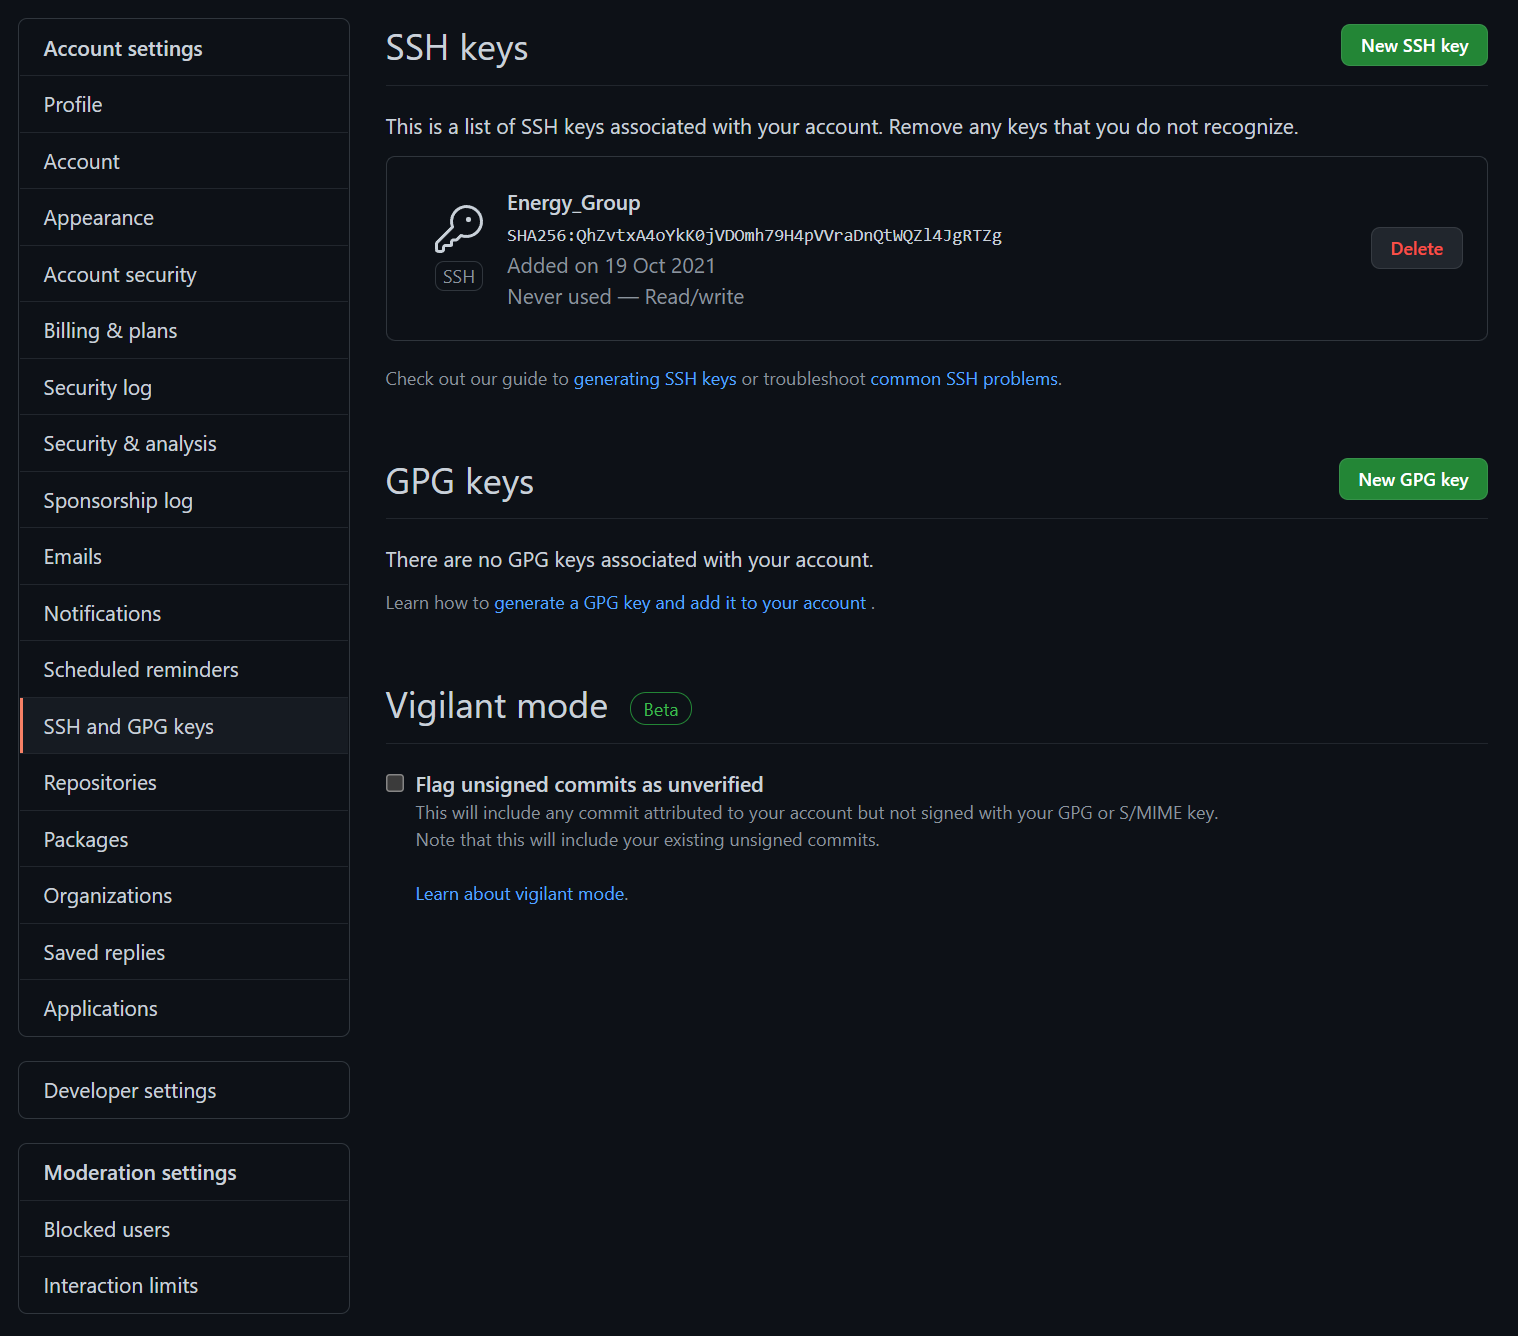 Account settings
Profile
Account
Appearance
Account security
Billing & plans
Security log
Security & analysis
Sponsorship log
Emails
Notifications
Scheduled reminders
SSH and GPG keys
Repositories
Packages
Organizations
Saved replies
Applications
Developer settings
Moderation settings
Blocked users
Interaction limits
SSH keys
New SSH key
This is a list of SSH keys associated with your account. Remove any keys that you do not recognize.
Energy_Group
SHA256:QhZvtxA4oYkK0jVDOmh79H4pVVraDnQtWQZl4JgRTZg
Added on 19 Oct 2021
Never used — Read/write
SSH
Delete
Check out our guide to generating SSH keys or troubleshoot common SSH problems.
GPG keys
New GPG key
There are no GPG keys associated with your account.
Learn how to generate a GPG key and add it to your account .
Vigilant mode Beta
Flag unsigned commits as unverified
This will include any commit attributed to your account but not signed with your GPG or S/MIME key.
Note that this will include your existing unsigned commits.
Learn about vigilant mode.